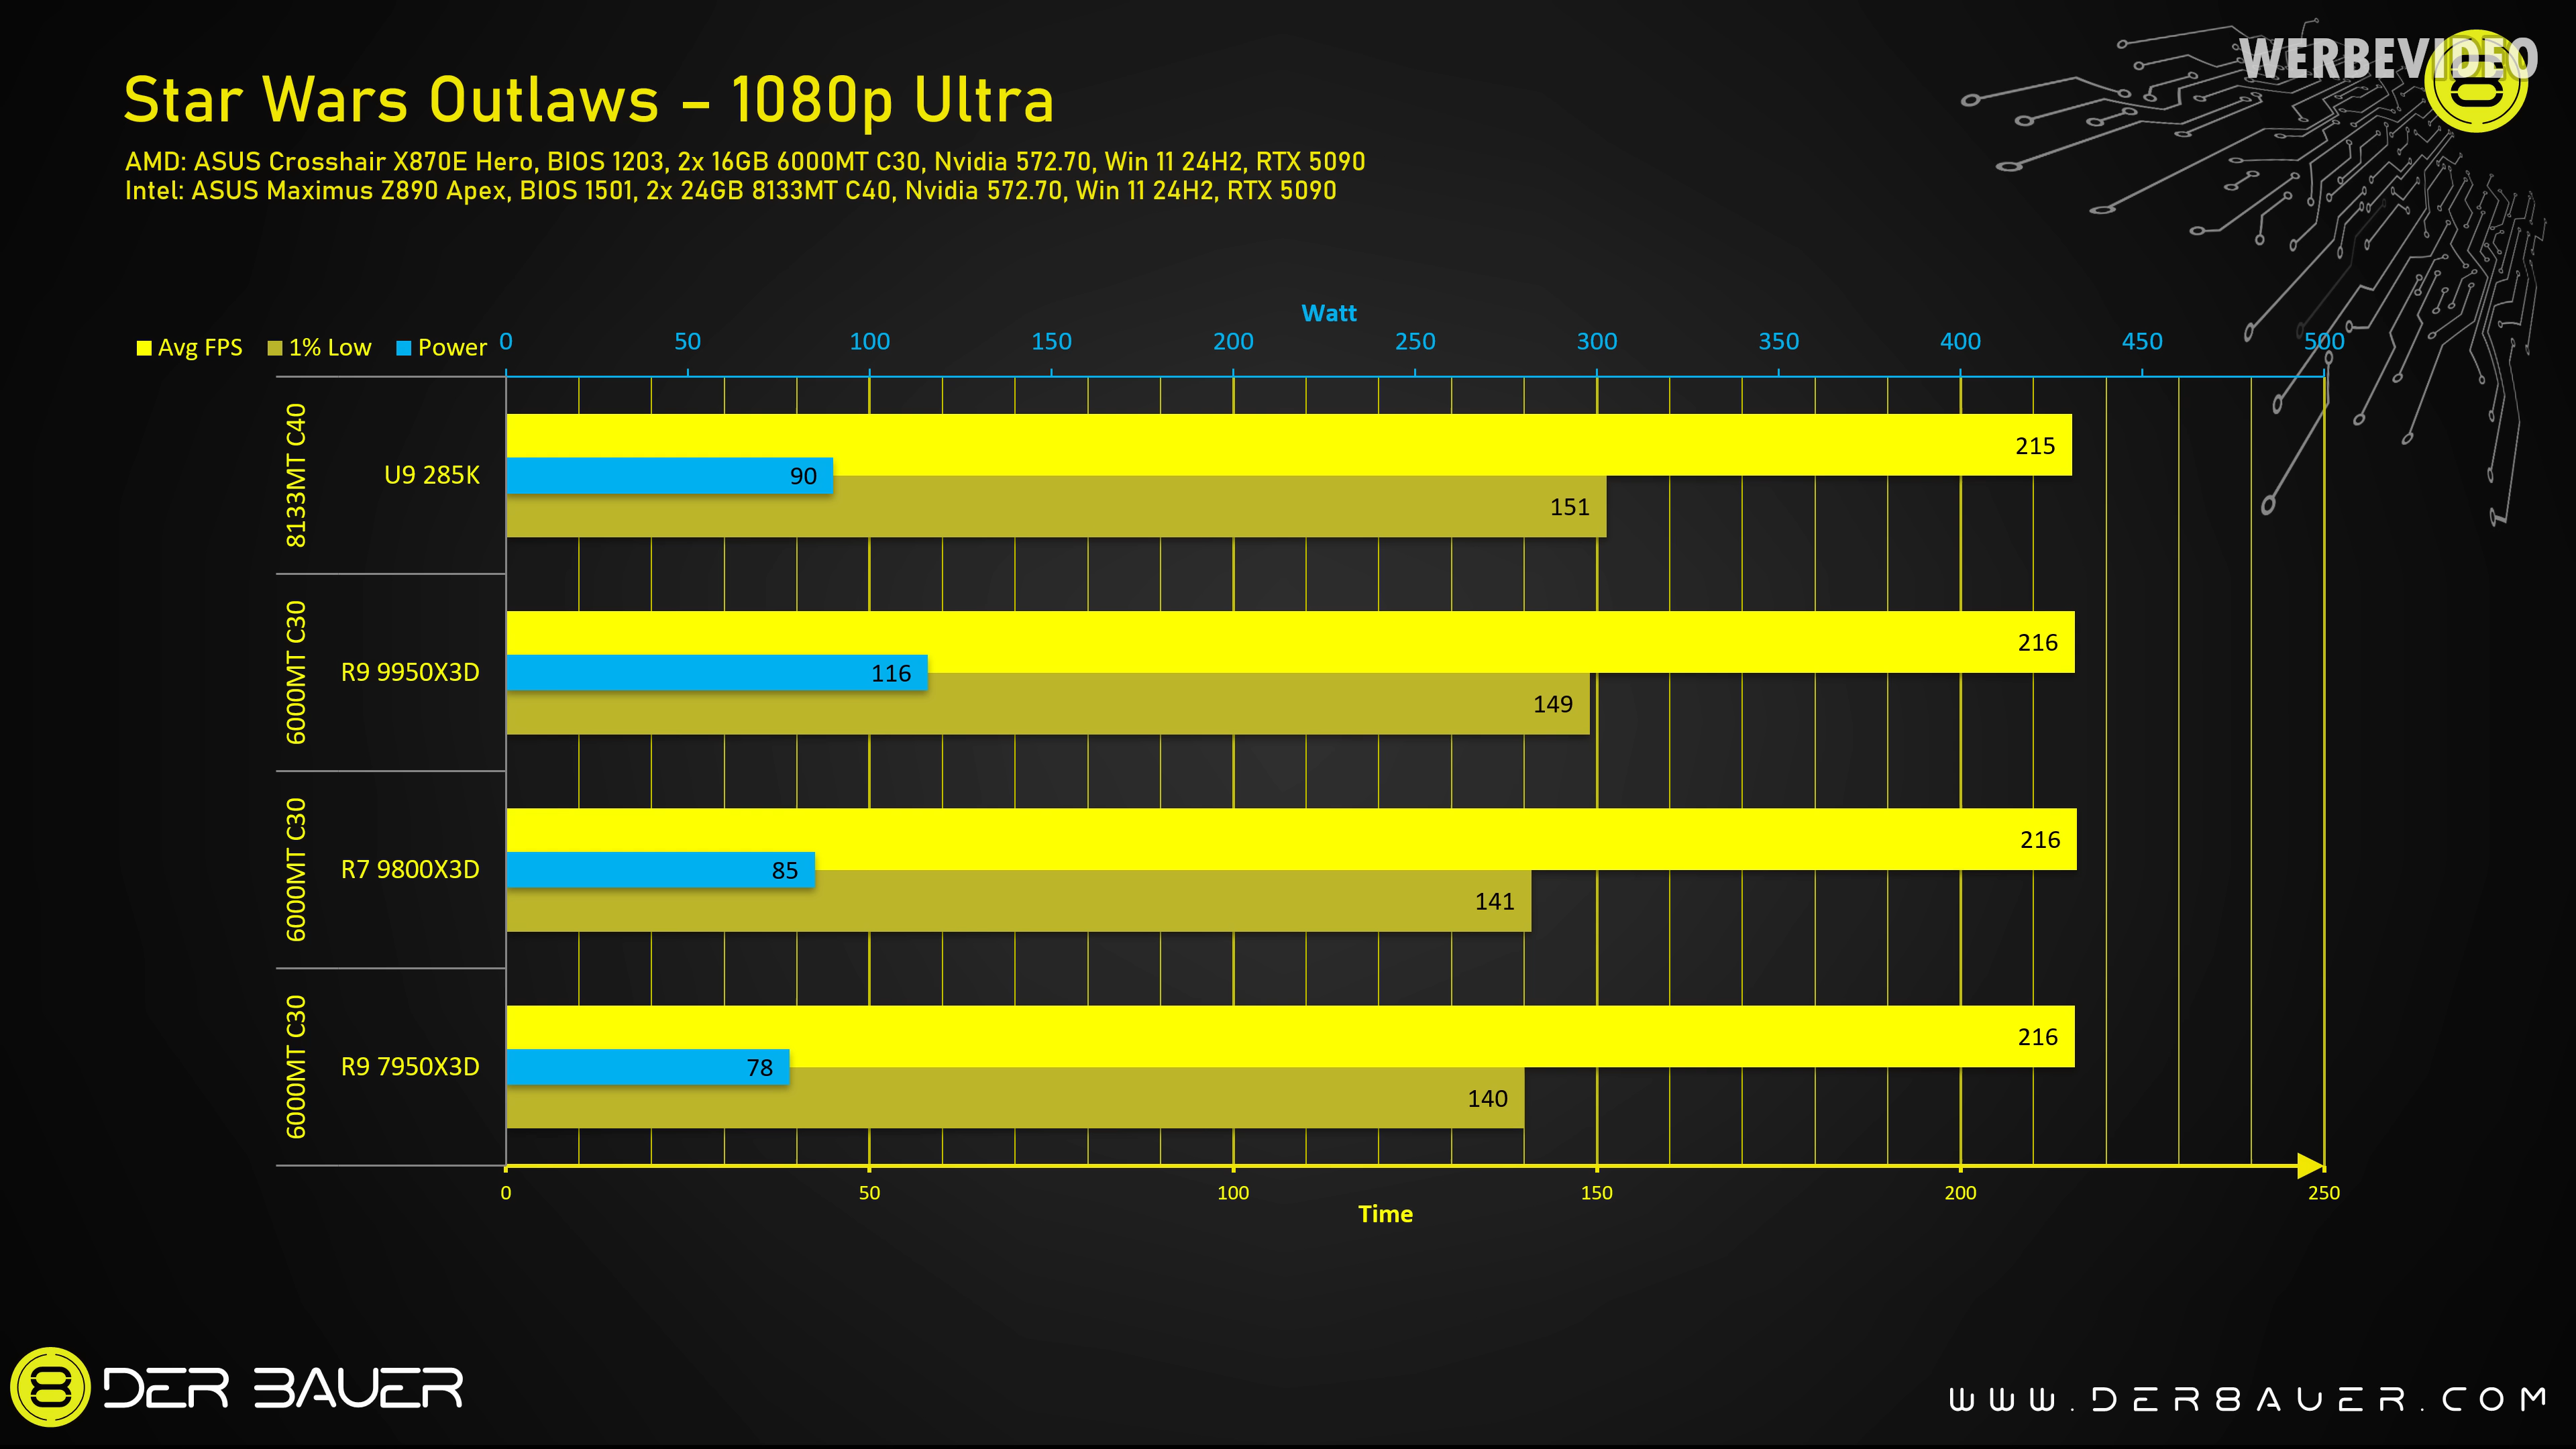 WERBEVIDEO
Star Wars Outlaws – 1080p Ultra
AMD: ASUS Crosshair X870E Hero, BIOS 1203, 2x 16GB 6000MT C30, Nvidia 572.70, Win 11 24H2, RTX 5090
Intel: ASUS Maximus Z890 Apex, BIOS 1501, 2x 24GB 8133MT C40, Nvidia 572.70, Win 11 24H2, RTX 5090
Watt
Avg FPS 1% Low Power
0 50 100 150 200 250 300 350 400 450 500
8133MT C40
U9 285K
215
90
151
6000MT C30
R9 9950X3D
216
116
149
6000MT C30
R7 9800X3D
216
85
141
6000MT C30
R9 7950X3D
216
78
140
0 50 100 150 200 250
Time
DER 8AUER
WWW.DER8AUER.COM